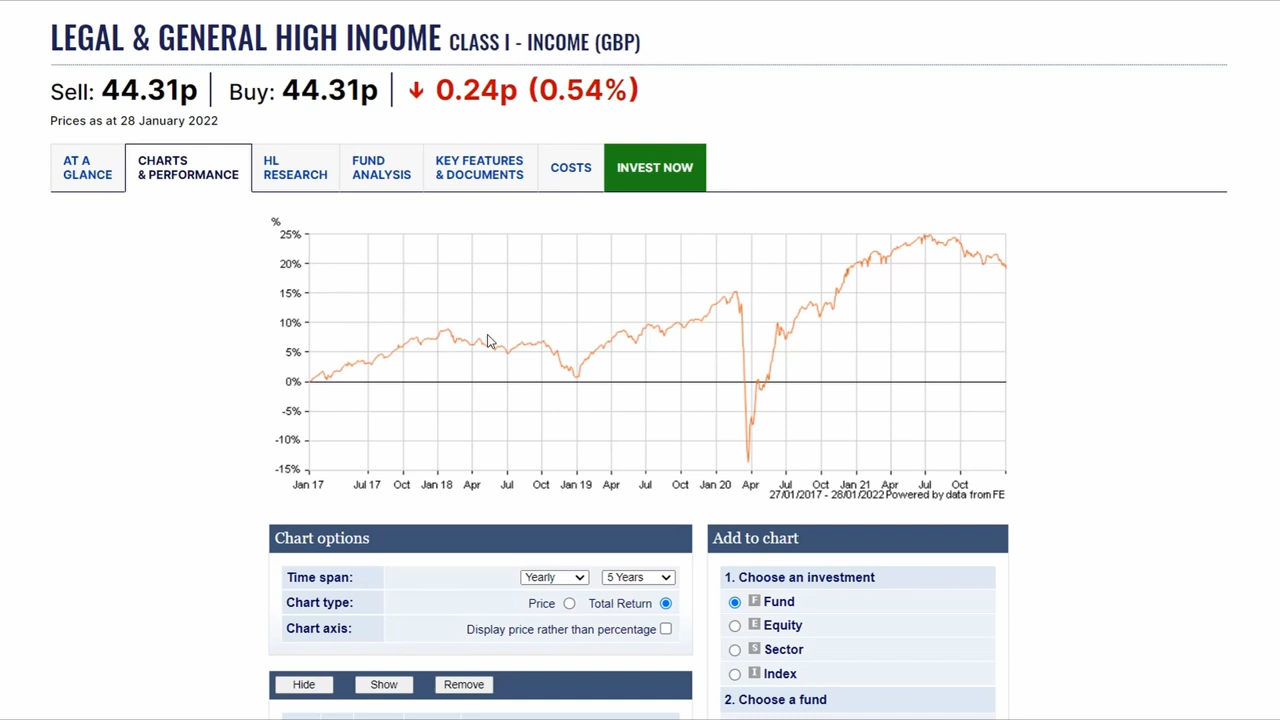 LEGAL & GENERAL HIGH INCOME CLASS I - INCOME (GBP)
Sell: 44.31p Buy: 44.31p 0.24p (0.54%)
Prices as at 28 January 2022
AT A GLANCE
CHARTS & PERFORMANCE
HL RESEARCH
FUND ANALYSIS
KEY FEATURES & DOCUMENTS
COSTS
INVEST NOW
%
25%
20%
15%
10%
5%
0%
-5%
-10%
-15%
Jan 17 Jul 17 Oct Jan 18 Apr Jul Oct Jan 19 Apr Jul Oct Jan 20 Apr Jul Oct Jan 21 Apr Jul Oct
27/01/2017 - 28/01/2022 Powered by data from FE
Chart options
Time span: Yearly 5 Years
Chart type: Price Total Return
Chart axis: Display price rather than percentage
Hide Show Remove
Add to chart
1. Choose an investment
F Fund
E Equity
S Sector
I Index
2. Choose a fund